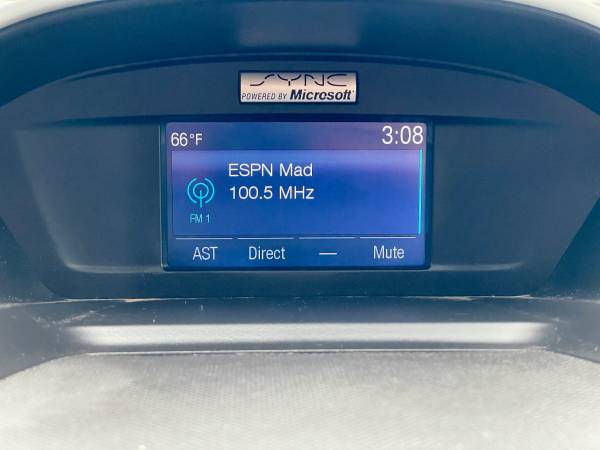 SYNC
POWERED BY Microsoft
66°F 3:08
ESPN Mad
100.5 MHz
FM 1
AST Direct — Mute